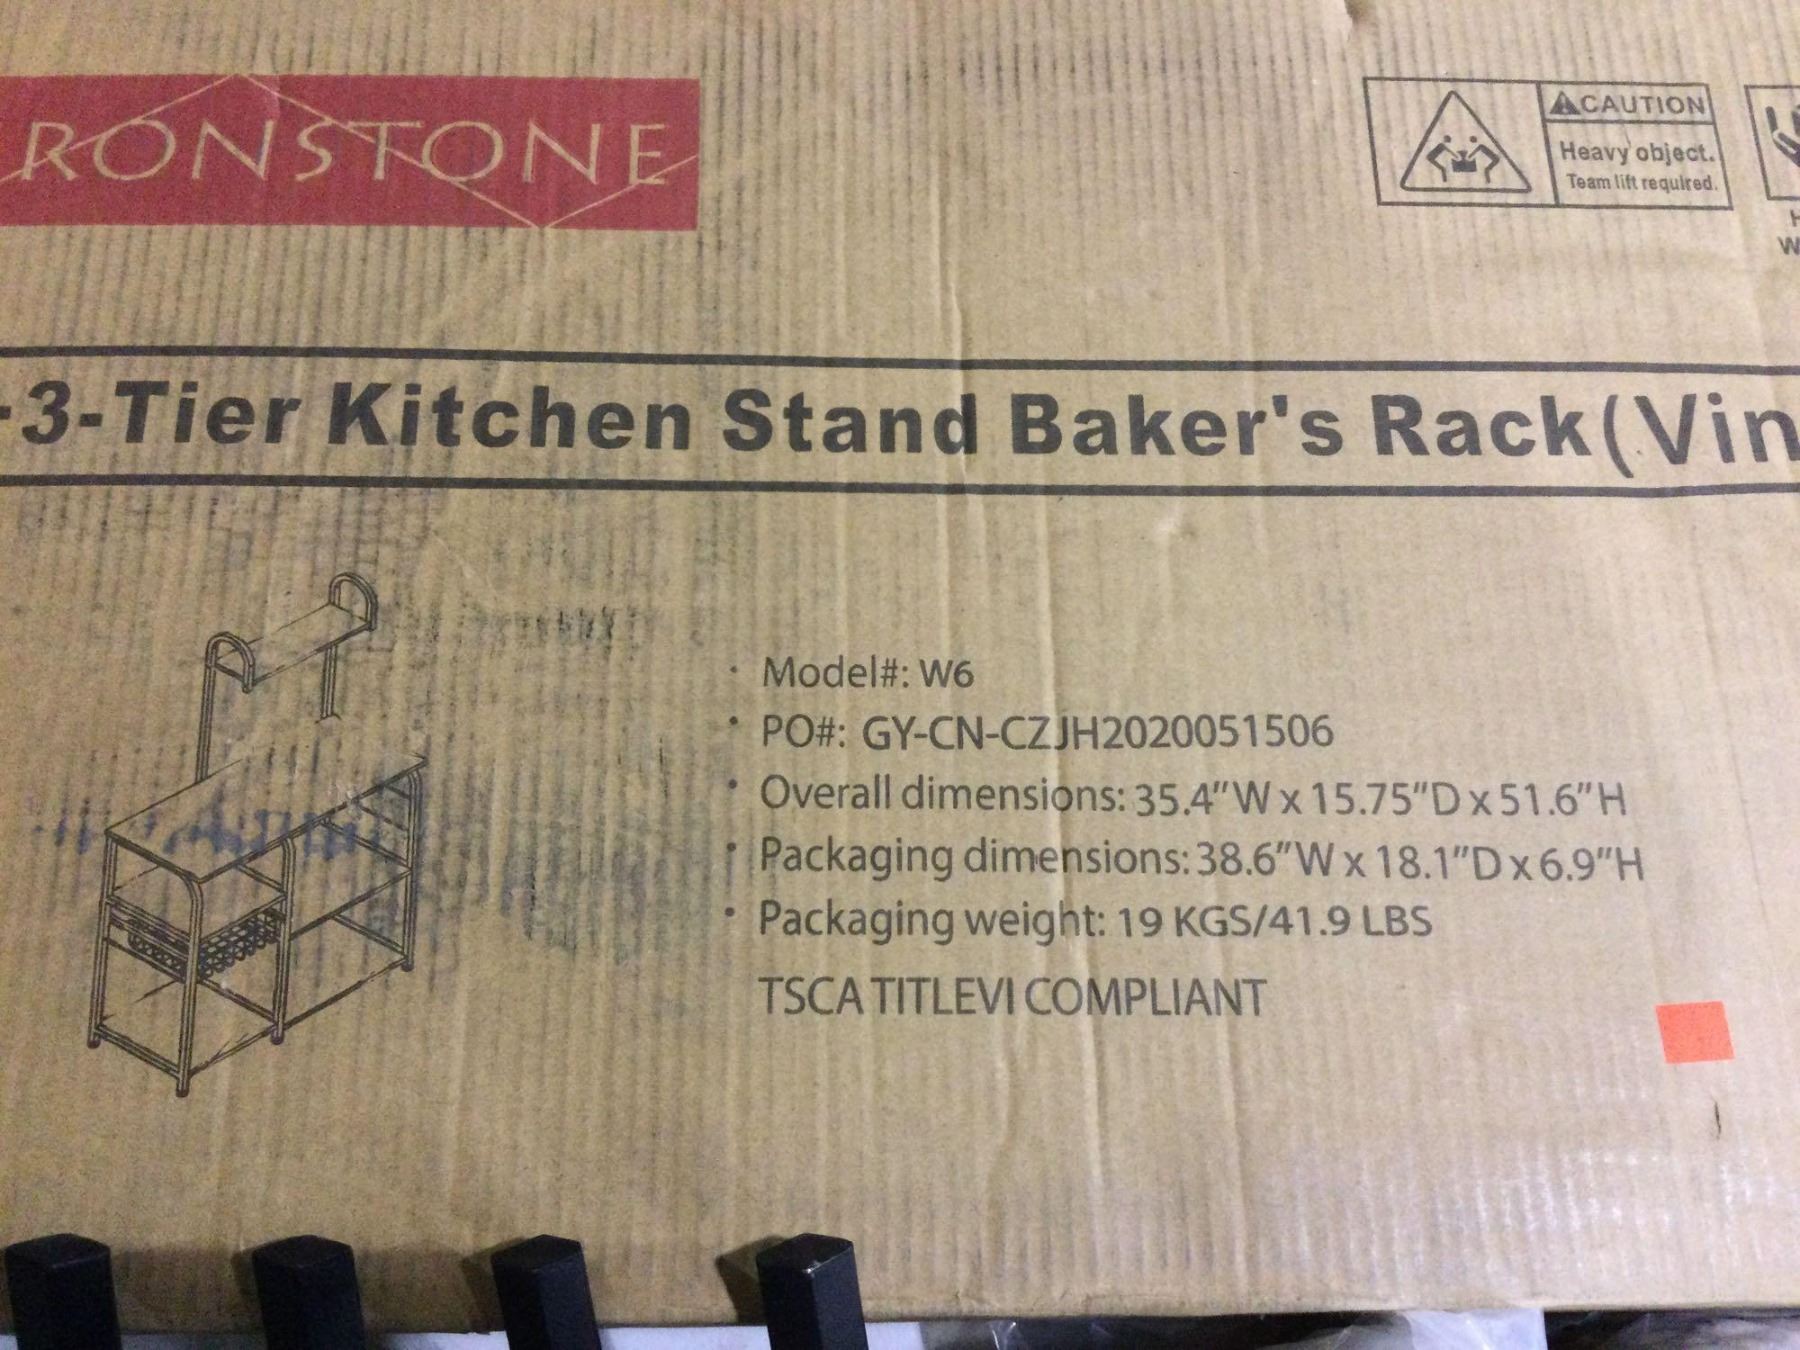 RONSTONE
CAUTION
Heavy object.
Team lift required.
H
W
-3-Tier Kitchen Stand Baker's Rack(Vin
· Model#: W6
· PO#: GY-CN-CZJH2020051506
· Overall dimensions: 35.4"W x 15.75"D x 51.6"H
· Packaging dimensions: 38.6"W x 18.1"D x 6.9"H
· Packaging weight: 19 KGS/41.9 LBS
TSCA TITLEVI COMPLIANT